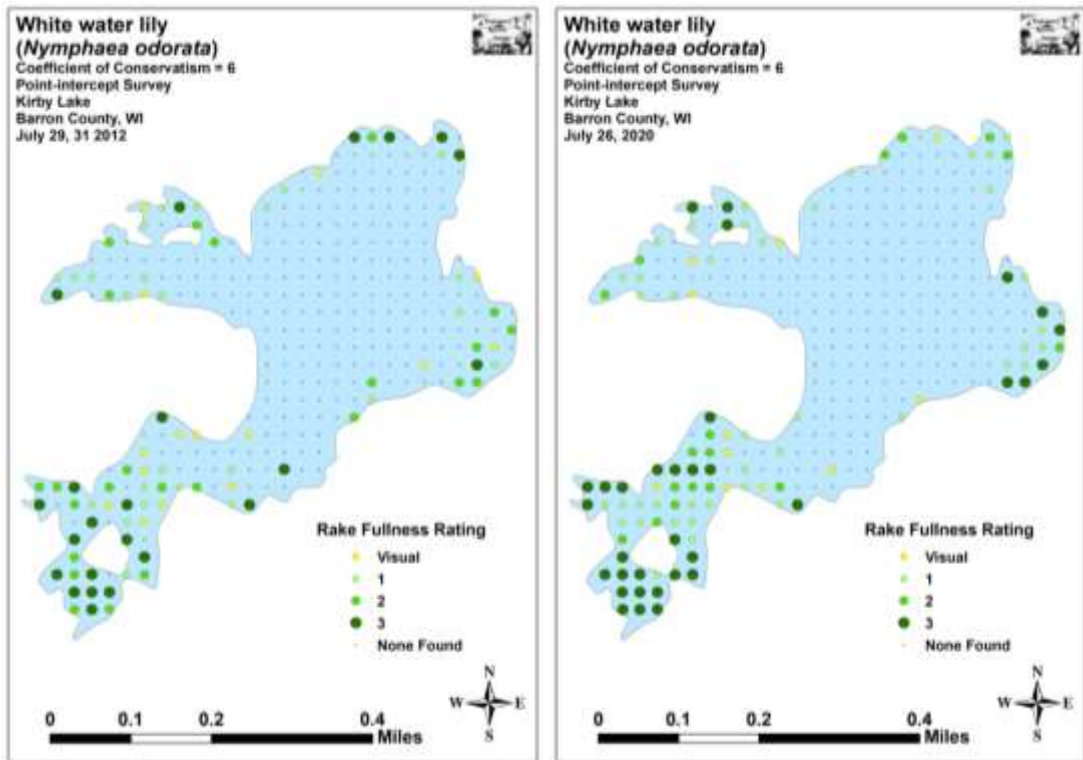 White water lily
(Nymphaea odorata)
Coefficient of Conservatism = 6
Point-intercept Survey
Kirby Lake
Barron County, WI
July 29, 31 2012
Rake Fullness Rating
Visual
1
2
3
None Found
N
W E
S
0 0.1 0.2 0.4
Miles
White water lily
(Nymphaea odorata)
Coefficient of Conservatism = 6
Point-intercept Survey
Kirby Lake
Barron County, WI
July 26, 2020
Rake Fullness Rating
Visual
1
2
3
None Found
N
W E
S
0 0.1 0.2 0.4
Miles